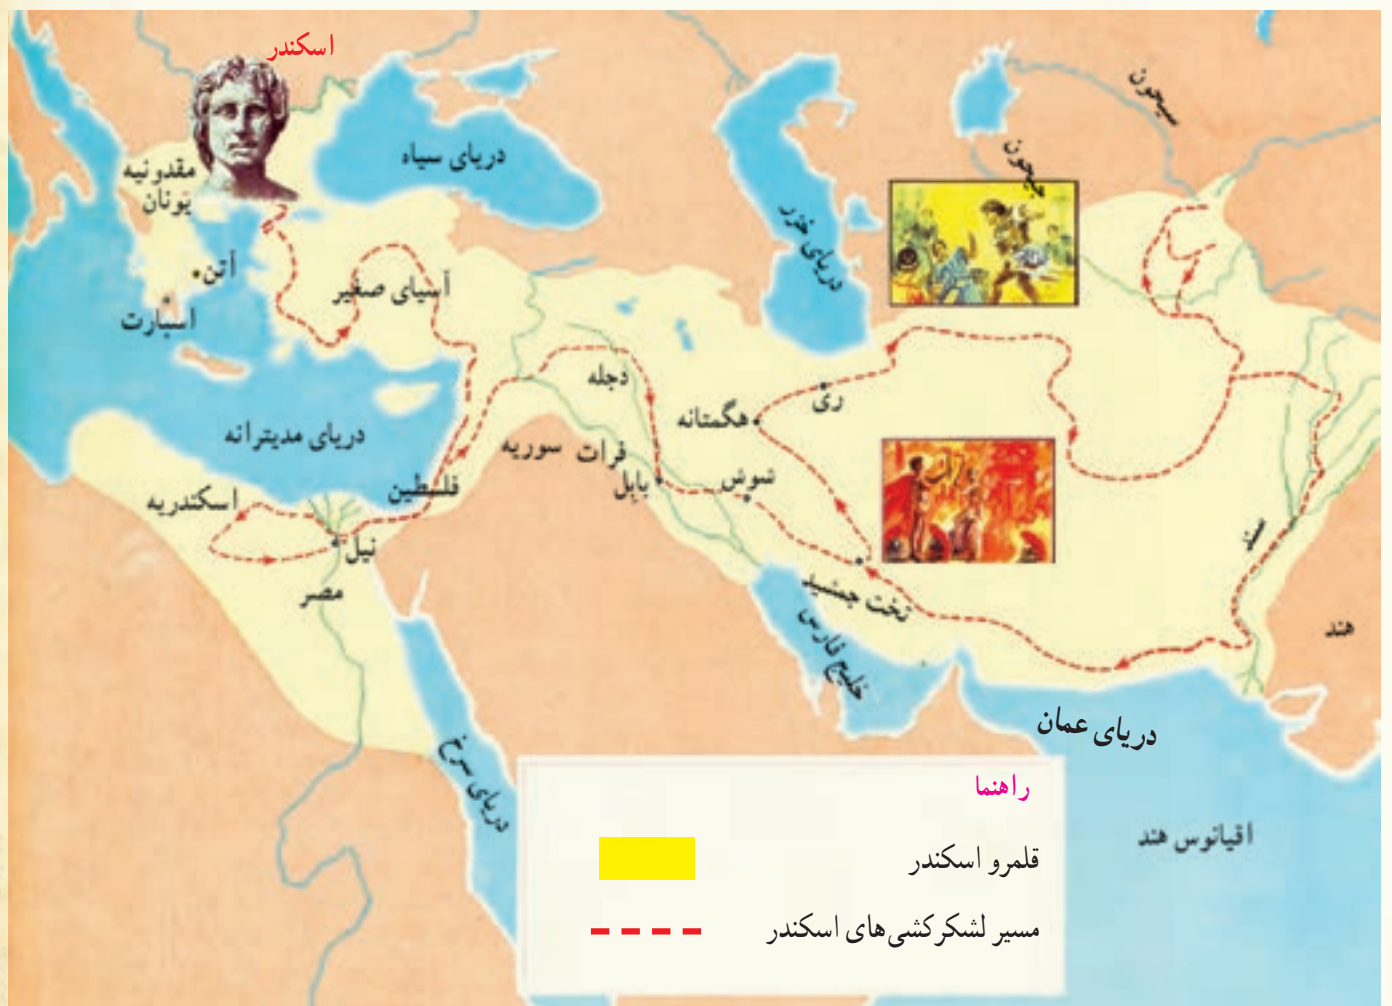 اسکندر
سیحون
جیحون
دریای سیاه
مقدونیه
یونان
دریای خزر
آتن
آسیای صغیر
اسپارت
دجله
ری
هگمتانه
دریای مدیترانه
فرات
سوریه
شوش
بابل
فلسطین
اسکندریه
سند
نیل
تخت جمشید
مصر
خلیج فارس
هند
دریای عمان
دریای سرخ
راهنما
اقیانوس هند
قلمرو اسکندر
مسیر لشکرکشی‌های اسکندر